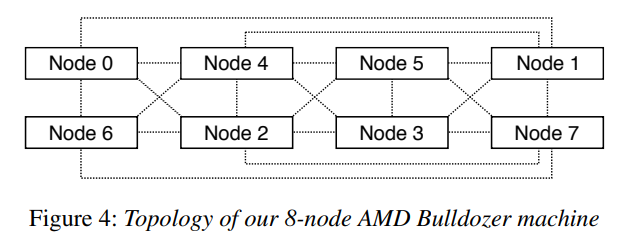 Node 0 Node 4 Node 5 Node 1
Node 6 Node 2 Node 3 Node 7
Figure 4: Topology of our 8-node AMD Bulldozer machine